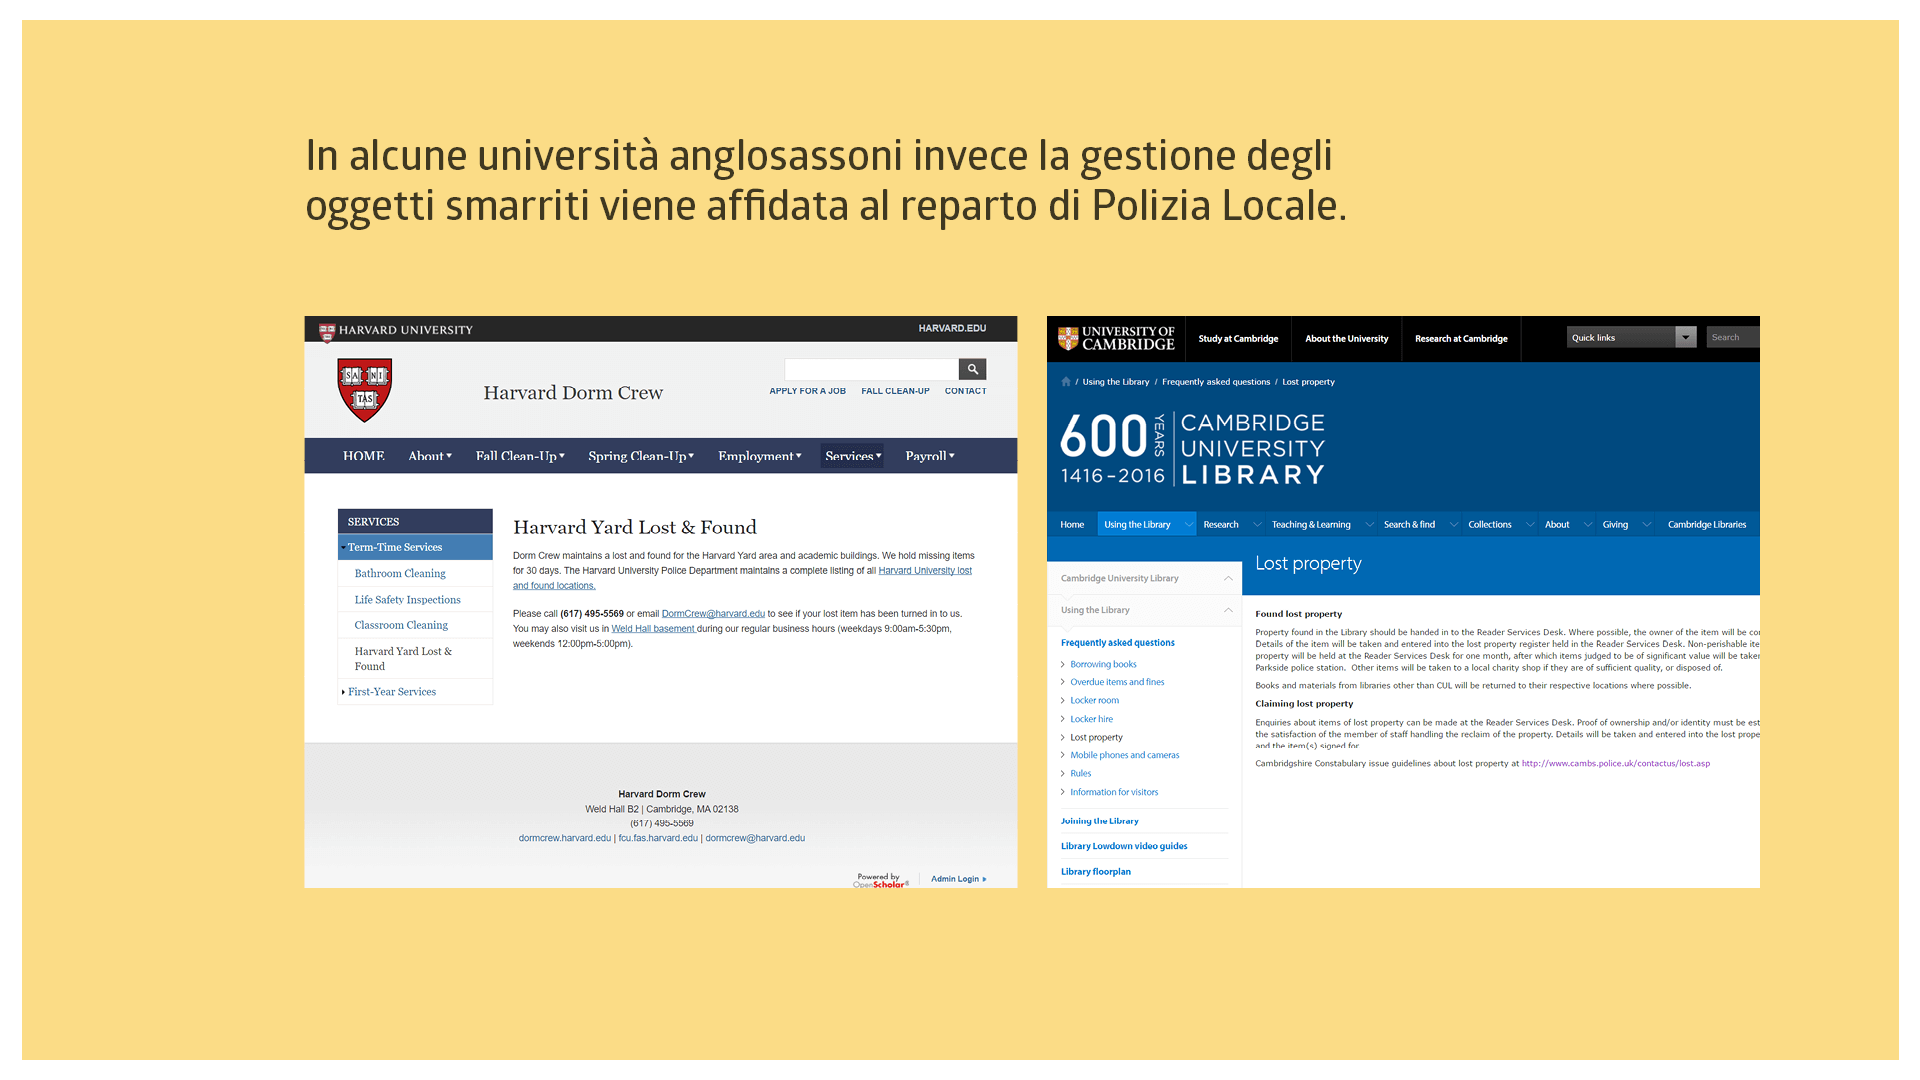 In alcune università anglosassoni invece la gestione degli
oggetti smarriti viene affidata al reparto di Polizia Locale.
HARVARD UNIVERSITY
HARVARD.EDU
SA NI
TAS
Harvard Dorm Crew
APPLY FOR A JOB FALL CLEAN-UP CONTACT
HOME About Fall Clean-Up Spring Clean-Up Employment Services Payroll
SERVICES
Term-Time Services
Bathroom Cleaning
Life Safety Inspections
Classroom Cleaning
Harvard Yard Lost &
Found
First-Year Services
Harvard Yard Lost & Found
Dorm Crew maintains a lost and found for the Harvard Yard area and academic buildings. We hold missing items
for 30 days. The Harvard University Police Department maintains a complete listing of all Harvard University lost
and found locations.
Please call (617) 495-5569 or email DormCrew@harvard.edu to see if your lost item has been turned in to us.
You may also visit us in Weld Hall basement during our regular business hours (weekdays 9:00am-5:30pm,
weekends 12:00pm-5:00pm).
Harvard Dorm Crew
Weld Hall B2 | Cambridge, MA 02138
(617) 495-5569
dormcrew.harvard.edu | fcu.fas.harvard.edu | dormcrew@harvard.edu
Powered by
OpenScholar®
Admin Login »
UNIVERSITY OF
CAMBRIDGE
Study at Cambridge About the University Research at Cambridge
Quick links
Search
/ Using the Library / Frequently asked questions / Lost property
600 YEARS
1416-2016
CAMBRIDGE
UNIVERSITY
LIBRARY
Home Using the Library Research Teaching & Learning Search & find Collections About Giving Cambridge Libraries
Lost property
Cambridge University Library
Using the Library
Frequently asked questions
Borrowing books
Overdue items and fines
Locker room
Locker hire
Lost property
Mobile phones and cameras
Rules
Information for visitors
Joining the Library
Library Lowdown video guides
Library floorplan
Found lost property
Property found in the Library should be handed in to the Reader Services Desk. Where possible, the owner of the item will be co
Details of the item will be taken and entered into the lost property register held in the Reader Services Desk. Non-perishable ite
property will be held at the Reader Services Desk for one month, after which items judged to be of significant value will be taker
Parkside police station. Other items will be taken to a local charity shop if they are of sufficient quality, or disposed of.
Books and materials from libraries other than CUL will be returned to their respective locations where possible.
Claiming lost property
Enquiries about items of lost property can be made at the Reader Services Desk. Proof of ownership and/or identity must be est
the satisfaction of the member of staff handling the reclaim of the property. Details will be taken and entered into the lost prope
and the item(s) signed for
Cambridgshire Constabulary issue guidelines about lost property at http://www.cambs.police.uk/contactus/lost.asp